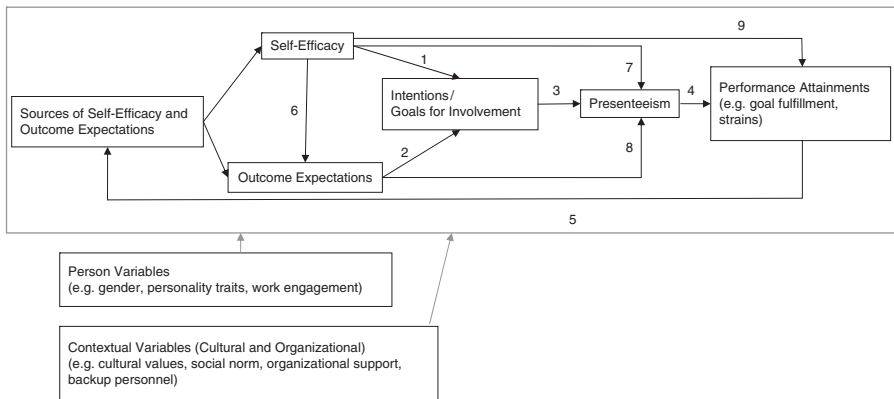 9
Self-Efficacy
1
7
Sources of Self-Efficacy and
Outcome Expectations
6
Intentions/
Goals for Involvement
3
Presenteeism
4
Performance Attainments
(e.g. goal fulfillment,
strains)
2
8
Outcome Expectations
5
Person Variables
(e.g. gender, personality traits, work engagement)
Contextual Variables (Cultural and Organizational)
(e.g. cultural values, social norm, organizational support,
backup personnel)